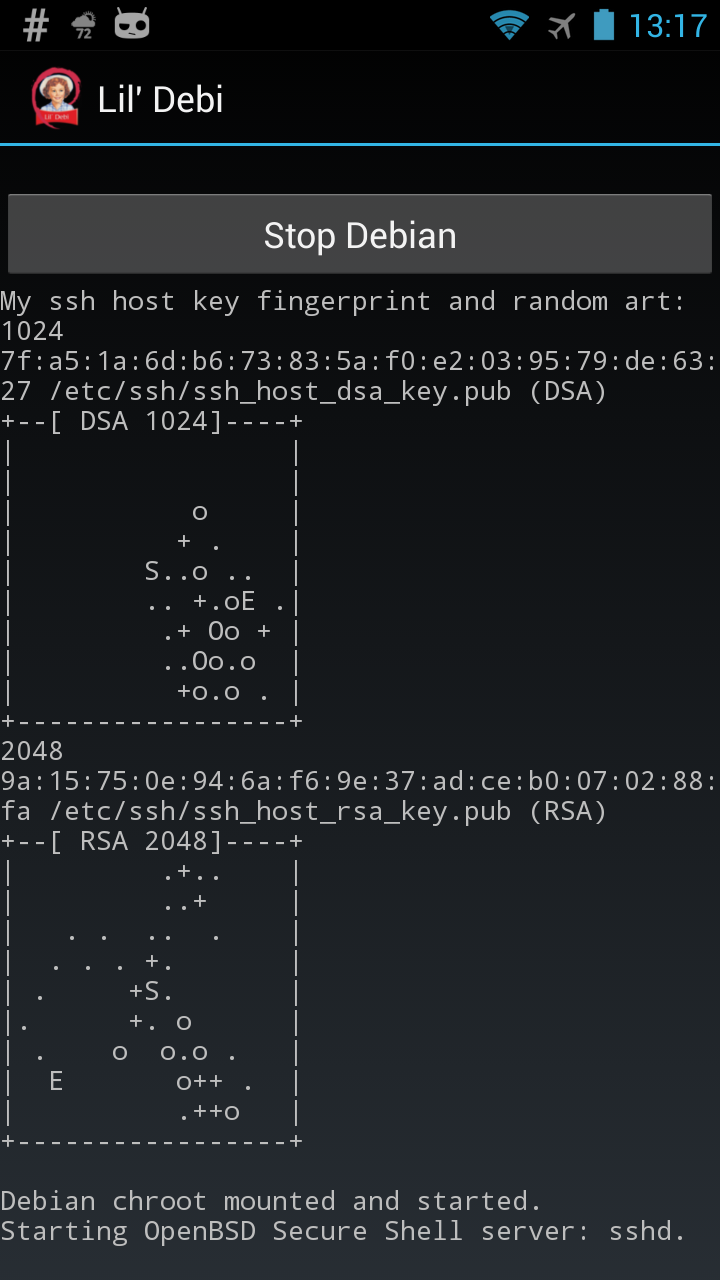 # 72 13:17
Lil' Debi
Stop Debian
My ssh host key fingerprint and random art:
1024
7f:a5:1a:6d:b6:73:83:5a:f0:e2:03:95:79:de:63:
27 /etc/ssh/ssh_host_dsa_key.pub (DSA)
+--[ DSA 1024]----+
|                 |
|                 |
|           o     |
|          + .    |
|        S..o ..  |
|        .. +.oE .|
|         .+ Oo + |
|         ..Oo.o  |
|          +o.o . |
+-----------------+
2048
9a:15:75:0e:94:6a:f6:9e:37:ad:ce:b0:07:02:88:
fa /etc/ssh/ssh_host_rsa_key.pub (RSA)
+--[ RSA 2048]----+
|         .+..    |
|         ..+     |
|   . .  ..  .    |
|  . . . +.       |
| .     +S.       |
|.      +. o      |
| .    o  o.o .   |
|  E       o++ .  |
|          .++o   |
+-----------------+
Debian chroot mounted and started.
Starting OpenBSD Secure Shell server: sshd.